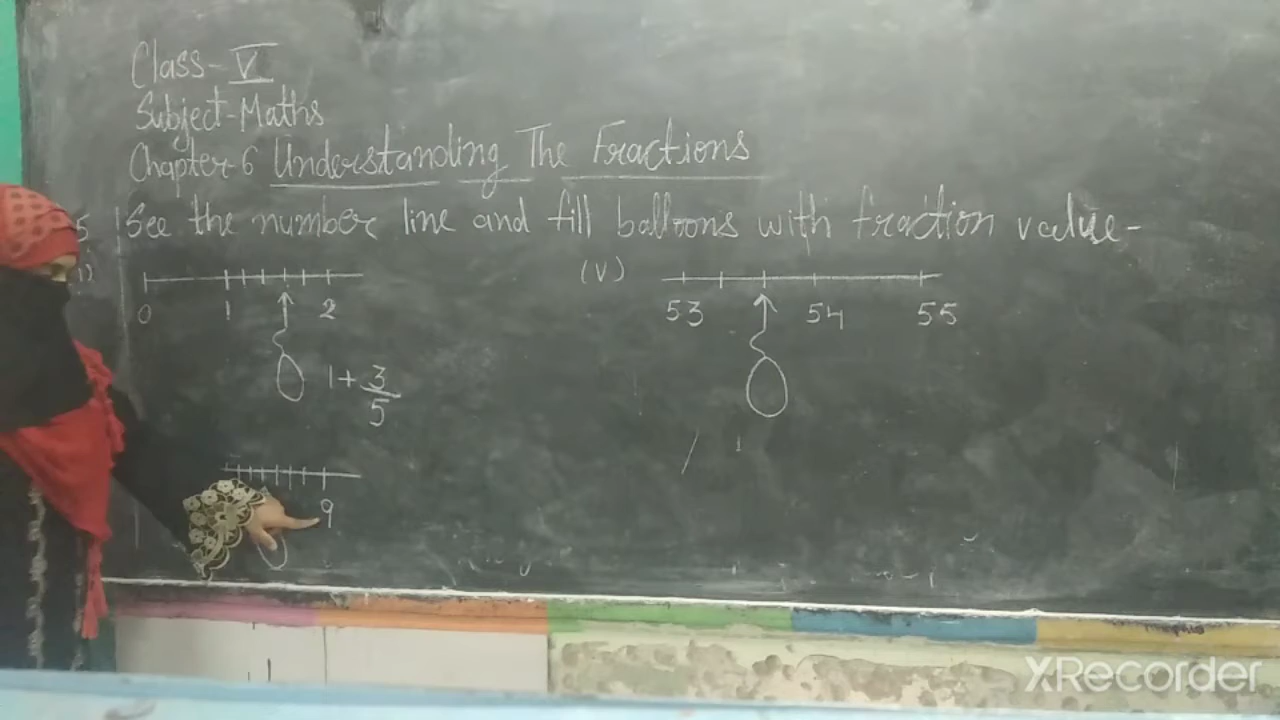 Class-V
Subject-Maths
Chapter-6 Understanding The Fractions
5. See the number line and fill balloons with fraction value-
0 1 2
1+3/5
(V)
53 54 55
9
XRecorder